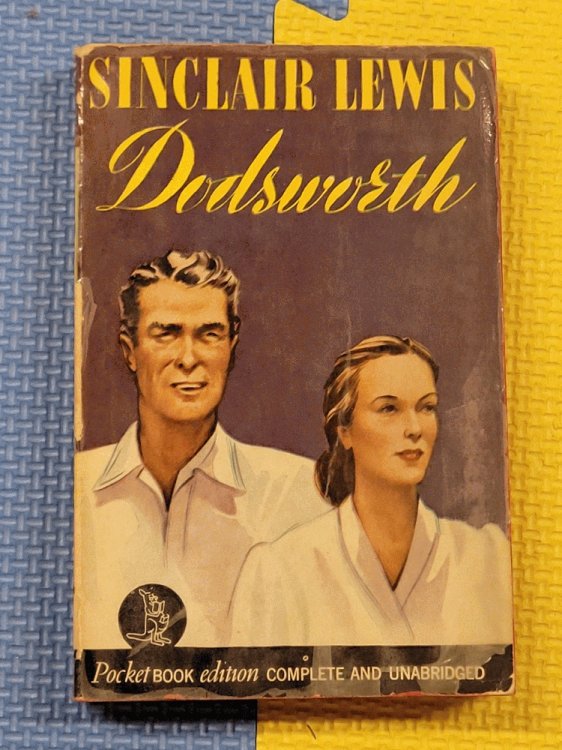 SINCLAIR LEWIS
Dodsworth
Pocket BOOK edition COMPLETE AND UNABRIDGED